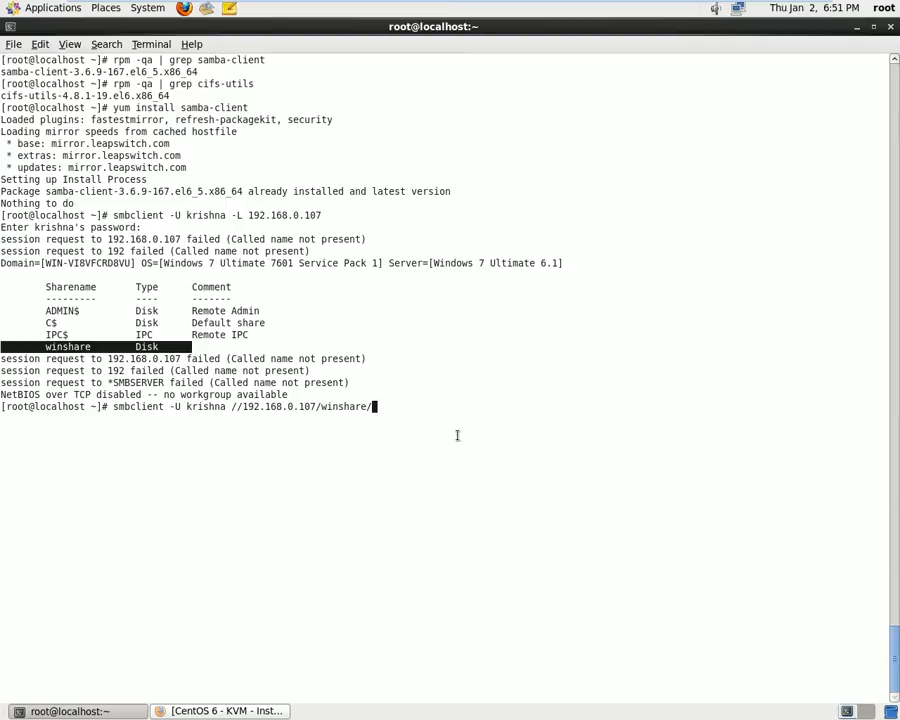 Applications Places System Thu Jan 2, 6:51 PM root
root@localhost:~
File Edit View Search Terminal Help
[root@localhost ~]# rpm -qa | grep samba-client
samba-client-3.6.9-167.el6_5.x86_64
[root@localhost ~]# rpm -qa | grep cifs-utils
cifs-utils-4.8.1-19.el6.x86_64
[root@localhost ~]# yum install samba-client
Loaded plugins: fastestmirror, refresh-packagekit, security
Loading mirror speeds from cached hostfile
* base: mirror.leapswitch.com
* extras: mirror.leapswitch.com
* updates: mirror.leapswitch.com
Setting up Install Process
Package samba-client-3.6.9-167.el6_5.x86_64 already installed and latest version
Nothing to do
[root@localhost ~]# smbclient -U krishna -L 192.168.0.107
Enter krishna's password:
session request to 192.168.0.107 failed (Called name not present)
session request to 192 failed (Called name not present)
Domain=[WIN-VI8VFCRD8VU] OS=[Windows 7 Ultimate 7601 Service Pack 1] Server=[Windows 7 Ultimate 6.1]
Sharename Type Comment
--------- ---- -------
ADMIN$ Disk Remote Admin
C$ Disk Default share
IPC$ IPC Remote IPC
winshare Disk
session request to 192.168.0.107 failed (Called name not present)
session request to 192 failed (Called name not present)
session request to *SMBSERVER failed (Called name not present)
NetBIOS over TCP disabled -- no workgroup available
[root@localhost ~]# smbclient -U krishna //192.168.0.107/winshare/
root@localhost:~ [CentOS 6 - KVM - Inst...